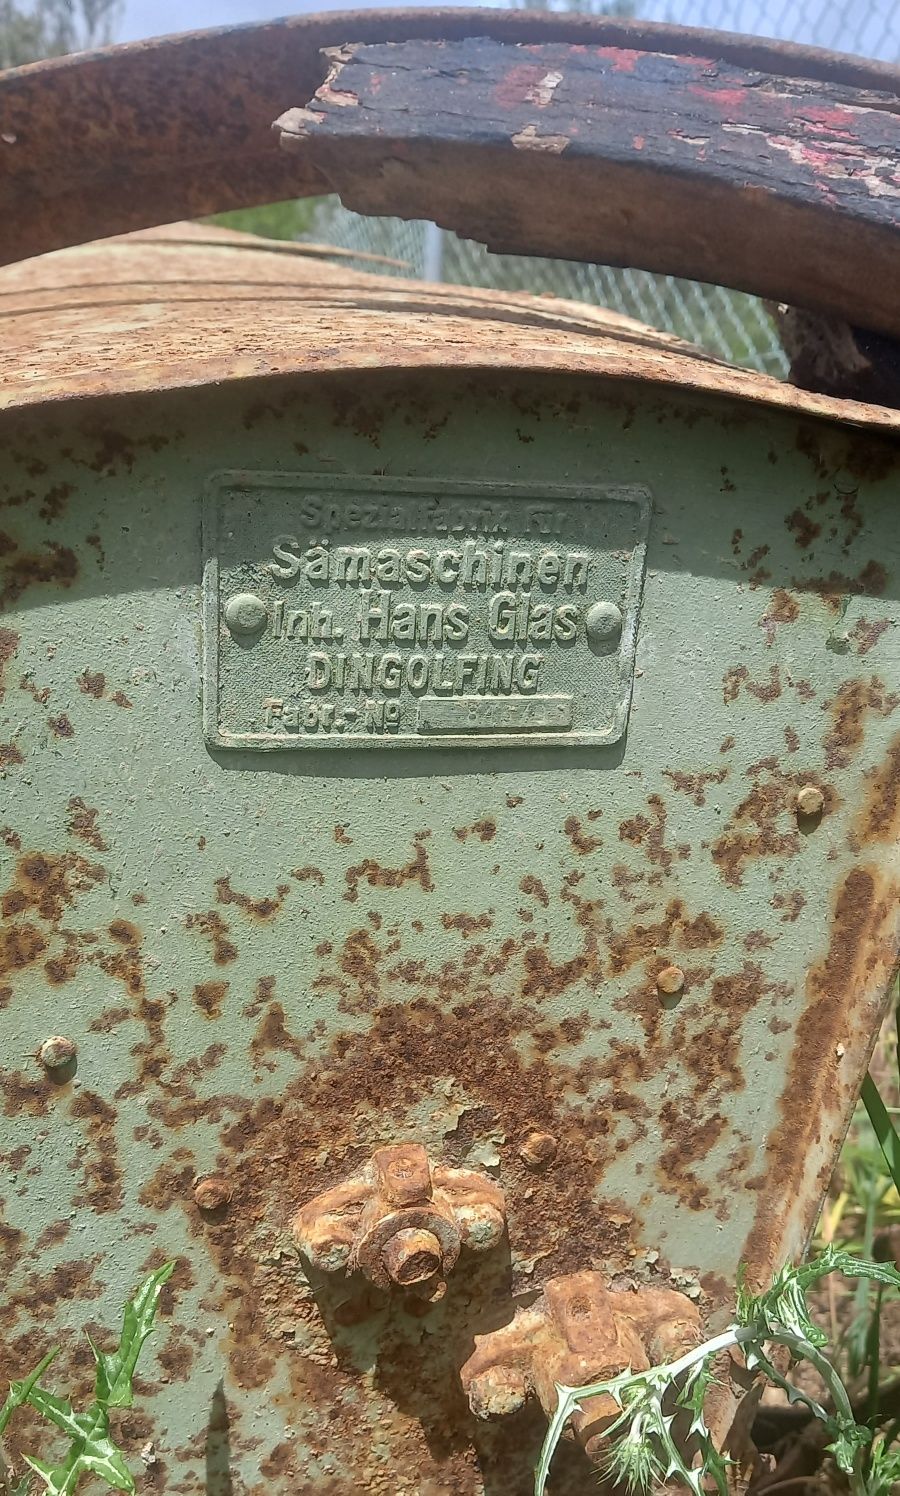 Spezialfabrik für
Sämaschinen
Inh. Hans Glas
DINGOLFING
Fabr.-No